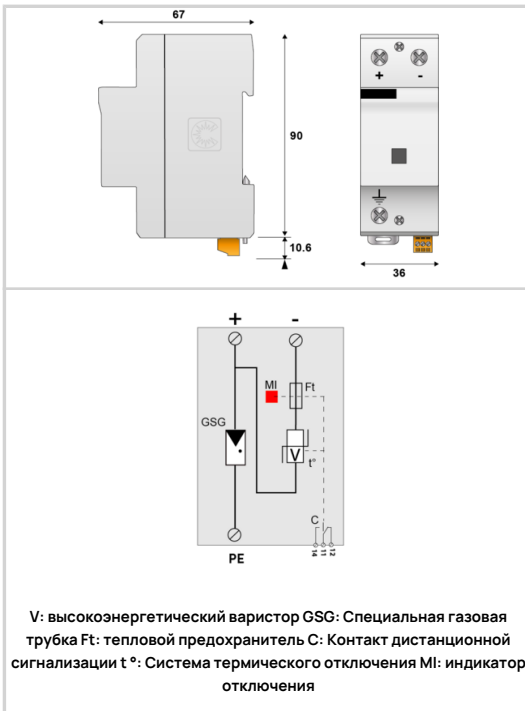 67
+ -
90
10.6
36
+ -
MI
Ft
GSG
V
t°
C
14 11 12
PE
V: высокоэнергетический варистор GSG: Специальная газовая
трубка Ft: тепловой предохранитель C: Контакт дистанционной
сигнализации t °: Система термического отключения MI: индикатор
отключения